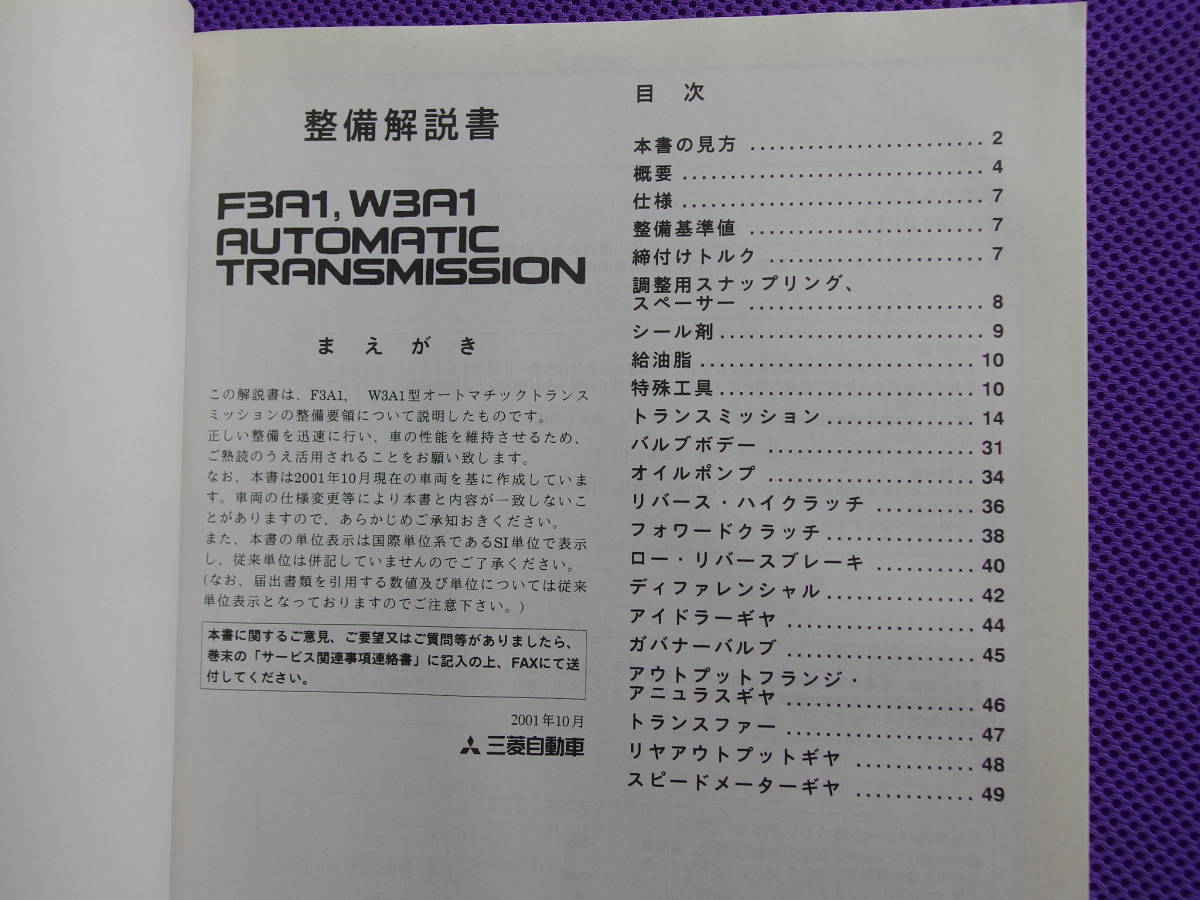 整備解説書
F3A1, W3A1
AUTOMATIC
TRANSMISSION
まえがき
この解説書は、F3A1, W3A1型オートマチックトランス
ミッションの整備要領について説明したものです。
正しい整備を迅速に行い、車の性能を維持させるため、
ご熟読のうえ活用されることをお願い致します。
なお、本書は2001年10月現在の車両を基に作成していま
す。車両の仕様変更等により本書と内容が一致しないこ
とがありますので、あらかじめご承知おきください。
また、本書の単位表示は国際単位系であるSI単位で表示
し、従来単位は併記していませんのでご了承ください。
(なお、届出書類を引用する数値及び単位については従来
単位表示となっておりますのでご注意下さい。)
本書に関するご意見、ご要望又はご質問等がありましたら、
巻末の「サービス関連事項連絡書」に記入の上、FAXにて送
付してください。
2001年10月
三菱自動車
目 次
本書の見方 ........................ 2
概要 ................................ 4
仕様 ................................ 7
整備基準値 ........................ 7
締付けトルク ...................... 7
調整用スナップリング、
スペーサー ........................ 8
シール剤 ............................ 9
給油脂 .............................. 10
特殊工具 ............................ 10
トランスミッション ................ 14
バルブボデー ...................... 31
オイルポンプ ...................... 34
リバース・ハイクラッチ .......... 36
フォワードクラッチ ................ 38
ロー・リバースブレーキ .......... 40
ディファレンシャル ................ 42
アイドラーギヤ .................... 44
ガバナーバルブ .................... 45
アウトプットフランジ・
アニュラスギヤ .................... 46
トランスファー .................... 47
リヤアウトプットギヤ ............ 48
スピードメーターギヤ ............ 49